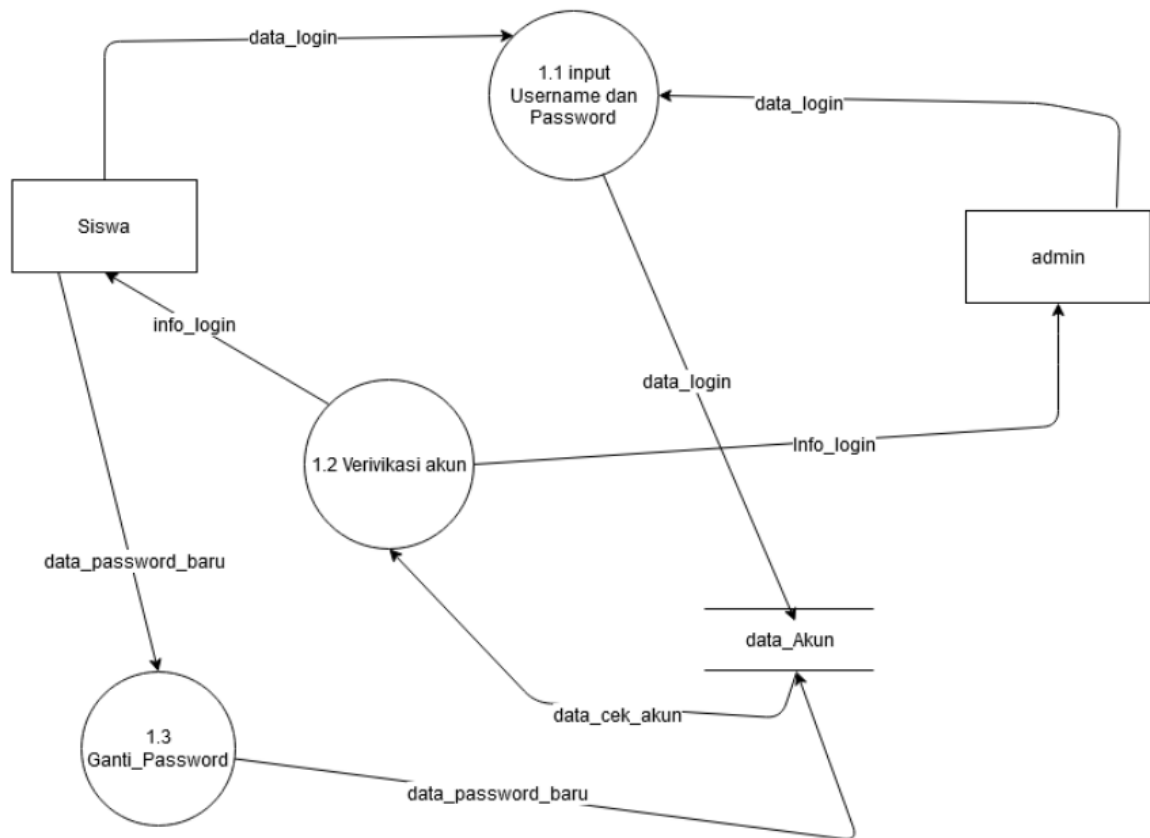 data_login
1.1 input
Username dan
Password
data_login
Siswa
admin
info_login
data_login
Info_login
1.2 Verivikasi akun
data_password_baru
data_Akun
data_cek_akun
1.3
Ganti_Password
data_password_baru